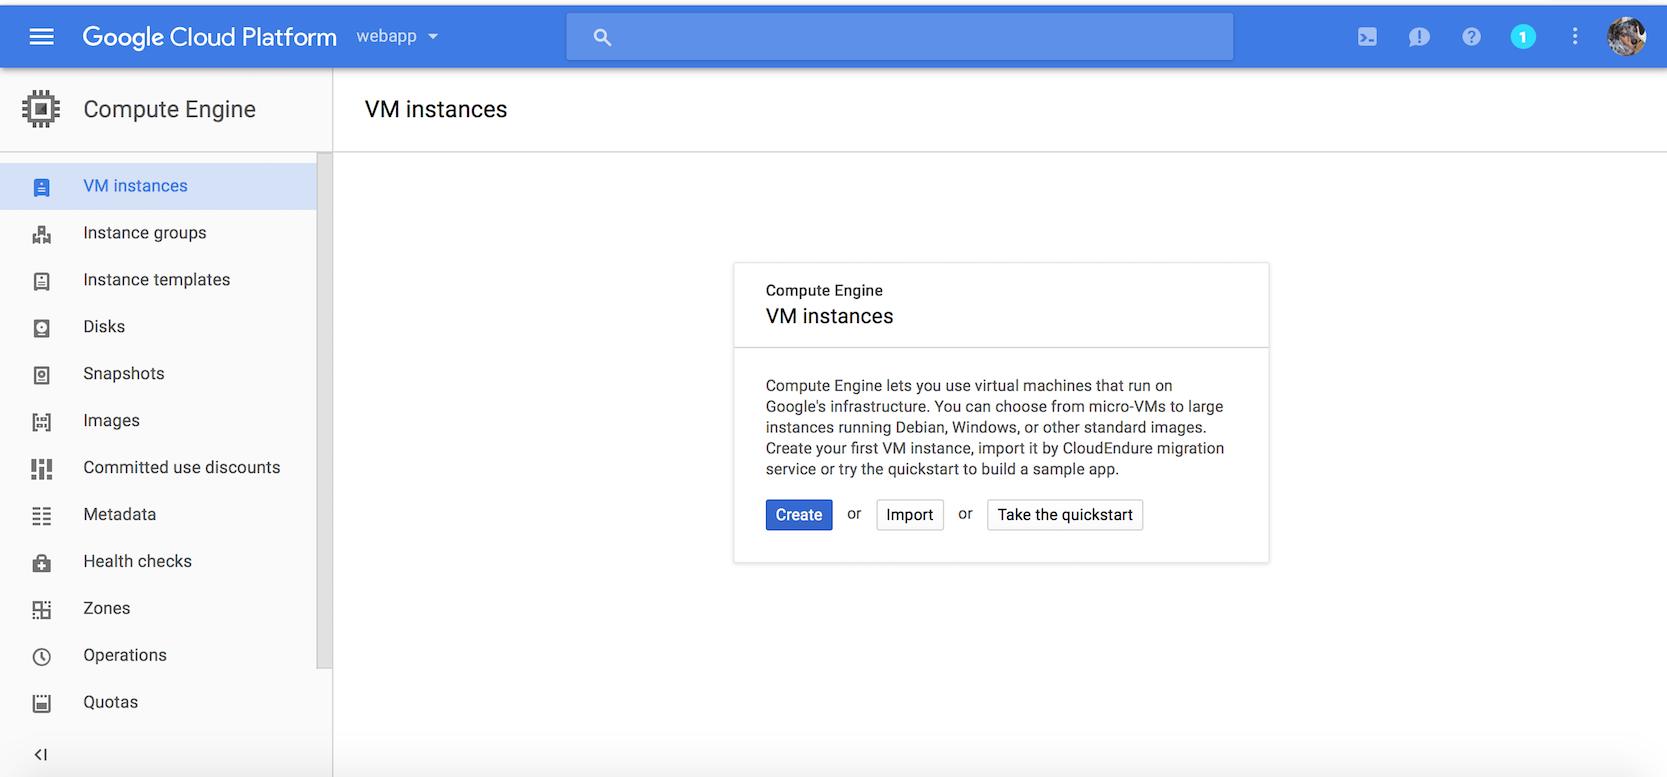 Google Cloud Platform webapp
1
Compute Engine
VM instances
VM instances
Instance groups
Instance templates
Disks
Snapshots
Images
Committed use discounts
Metadata
Health checks
Zones
Operations
Quotas
Compute Engine
VM instances
Compute Engine lets you use virtual machines that run on
Google's infrastructure. You can choose from micro-VMs to large
instances running Debian, Windows, or other standard images.
Create your first VM instance, import it by CloudEndure migration
service or try the quickstart to build a sample app.
Create or Import or Take the quickstart